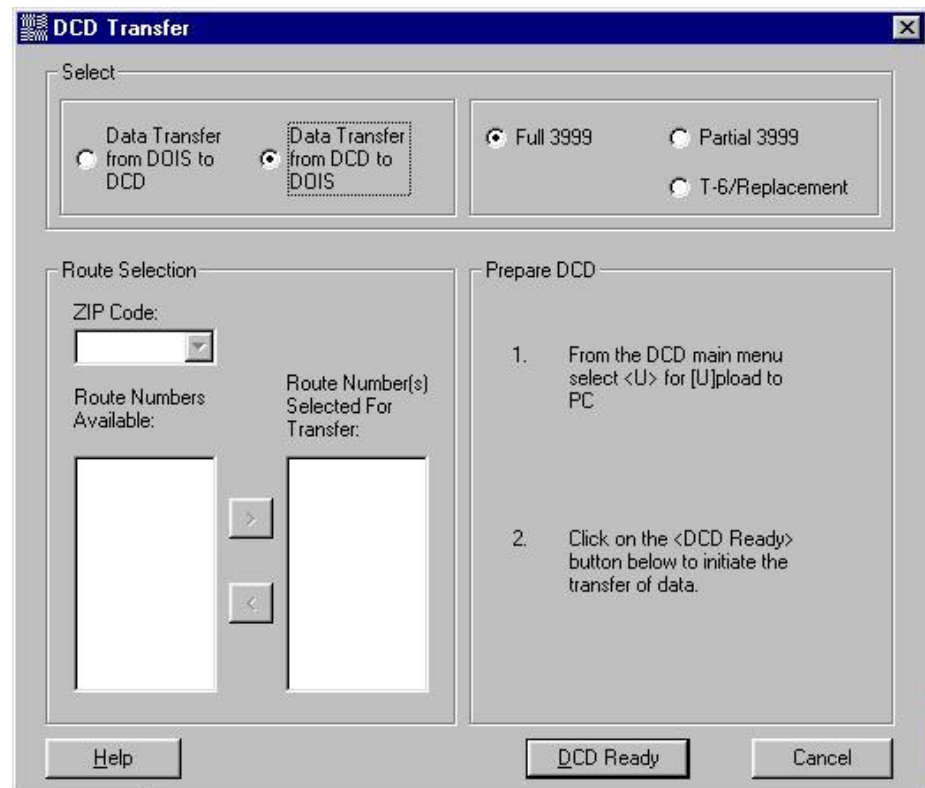 DCD Transfer
Select
Data Transfer
from DOIS to
DCD
Data Transfer
from DCD to
DOIS
Full 3999
Partial 3999
T-6/Replacement
Route Selection
ZIP Code:
Route Numbers
Available:
Route Number(s)
Selected For
Transfer:
>
<
Prepare DCD
1. From the DCD main menu
select <U> for [U]pload to
PC
2. Click on the <DCD Ready>
button below to initiate the
transfer of data.
Help
DCD Ready
Cancel